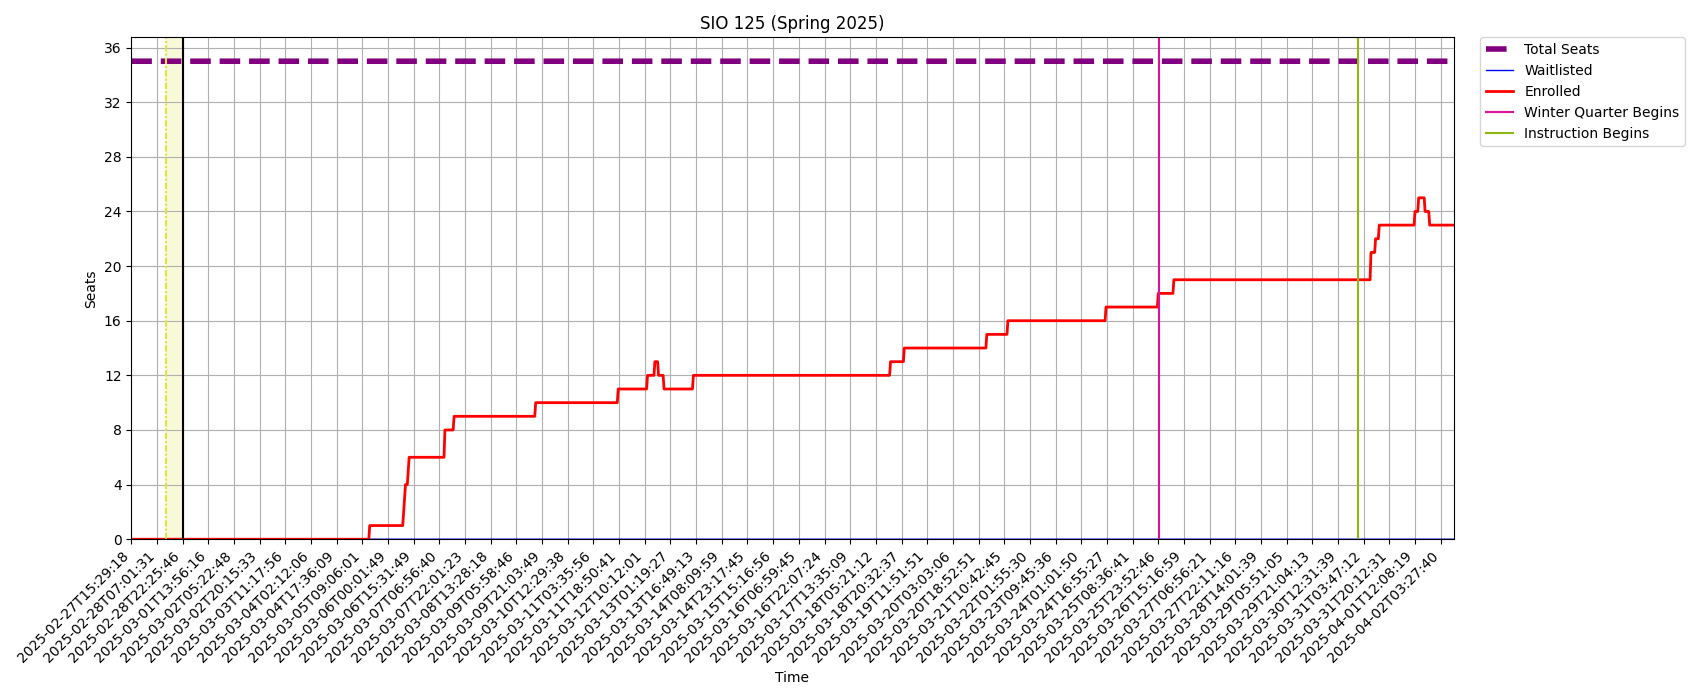 SIO 125 (Spring 2025)
36
32
28
24
20
16
12
8
4
0
Seats
2025-02-27T15:29:18
2025-02-28T07:01:31
2025-02-28T22:25:46
2025-03-01T13:56:16
2025-03-02T05:22:48
2025-03-02T20:15:33
2025-03-03T11:17:56
2025-03-04T02:12:06
2025-03-04T17:36:09
2025-03-05T09:06:01
2025-03-06T00:01:49
2025-03-06T15:31:49
2025-03-07T06:56:40
2025-03-07T22:01:23
2025-03-08T13:28:18
2025-03-09T05:58:46
2025-03-09T21:03:49
2025-03-10T12:29:38
2025-03-11T03:35:56
2025-03-11T18:50:41
2025-03-12T10:12:01
2025-03-13T01:19:27
2025-03-13T16:49:13
2025-03-14T08:09:59
2025-03-14T23:17:45
2025-03-15T15:16:56
2025-03-16T06:59:45
2025-03-16T22:07:24
2025-03-17T13:35:09
2025-03-18T05:21:12
2025-03-18T20:32:37
2025-03-19T11:51:51
2025-03-20T03:03:06
2025-03-20T18:52:51
2025-03-21T10:42:45
2025-03-22T01:55:30
2025-03-23T09:45:36
2025-03-24T01:01:50
2025-03-24T16:55:27
2025-03-25T08:36:41
2025-03-25T23:52:46
2025-03-26T15:16:59
2025-03-27T06:56:21
2025-03-27T22:11:16
2025-03-28T14:01:39
2025-03-29T05:51:05
2025-03-29T21:04:13
2025-03-30T12:31:39
2025-03-31T03:47:12
2025-03-31T20:12:31
2025-04-01T12:08:19
2025-04-02T03:27:40
Time
Total Seats
Waitlisted
Enrolled
Winter Quarter Begins
Instruction Begins